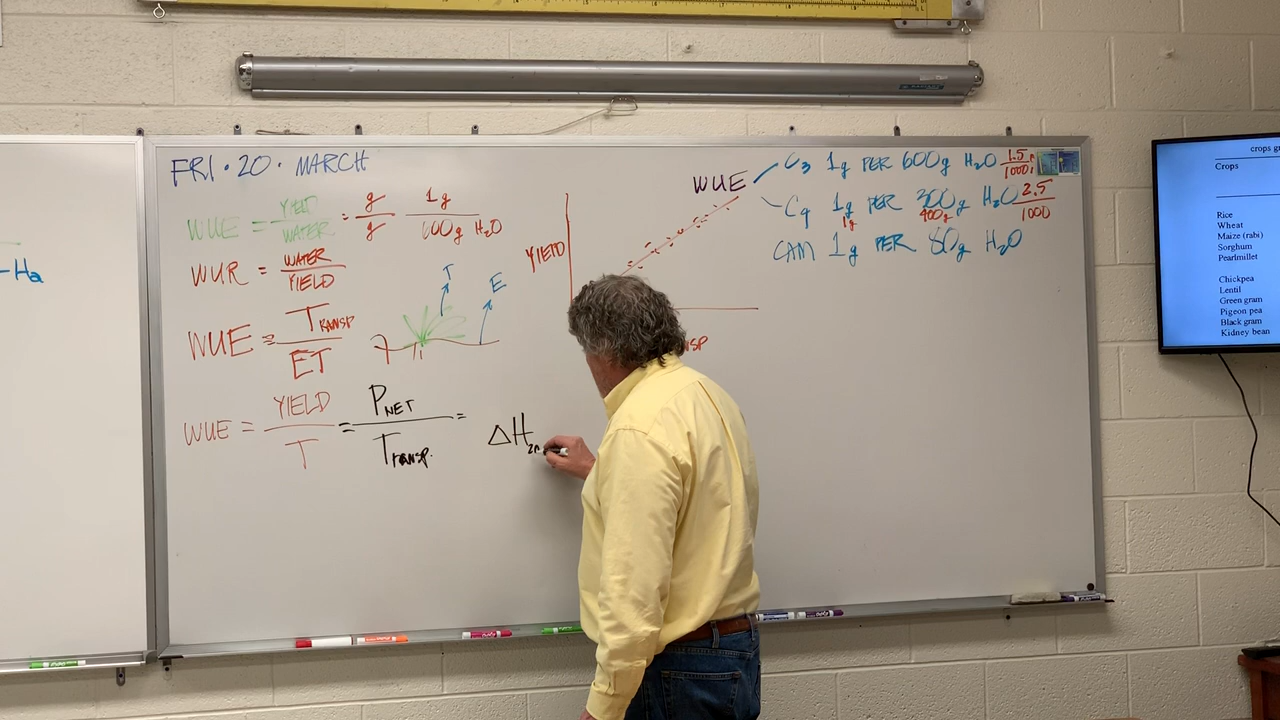 FRI · 20 · MARCH
WUE = YIELD / WATER = g / g 1g / 600g H₂O
WUR = WATER / YIELD
WUE = TRANSP / ET
T E
WUE = YIELD / T = PNET / Transp. =
ΔH
YIELD
WUE
C3 1g PER 600g H₂O 1.5 / 1000
C4 1g PER 300g H₂O 2.5 / 1000
1g 400g
CAM 1g PER 80g H₂O
-Ha
crops
Crops
Rice
Wheat
Maize (rabi)
Sorghum
Pearlmillet
Chickpea
Lentil
Green gram
Pigeon pea
Black gram
Kidney bean